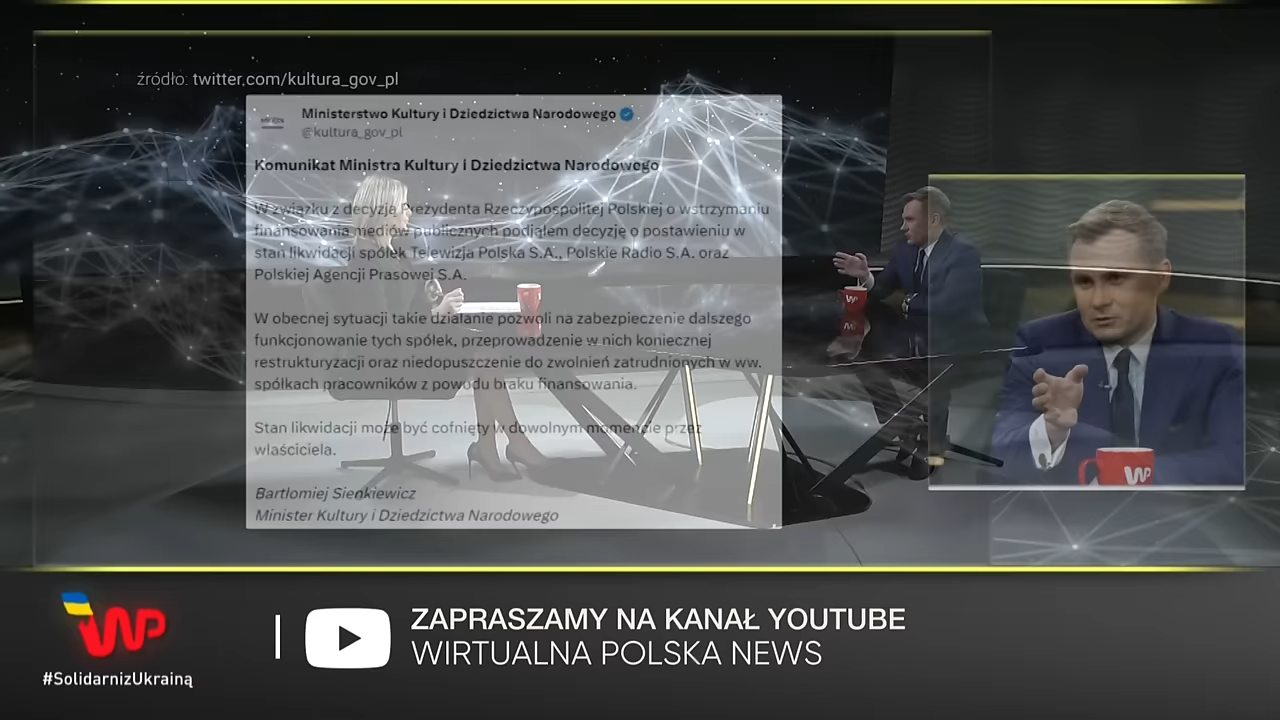 źródło: twitter.com/kultura_gov_pl
Ministerstwo Kultury i Dziedzictwa Narodowego
@kultura_gov_pl
Komunikat Ministra Kultury i Dziedzictwa Narodowego
W związku z decyzją Prezydenta Rzeczypospolitej Polskiej o wstrzymaniu
finansowania mediów publicznych podjąłem decyzję o postawieniu w
stan likwidacji spółek Telewizja Polska S.A., Polskie Radio S.A. oraz
Polskiej Agencji Prasowej S.A.
W obecnej sytuacji takie działanie pozwoli na zabezpieczenie dalszego
funkcjonowanie tych spółek, przeprowadzenie w nich koniecznej
restrukturyzacji oraz niedopuszczenie do zwolnień zatrudnionych w ww.
spółkach pracowników z powodu braku finansowania.
Stan likwidacji może być cofnięty w dowolnym momencie przez
właściciela.
Bartłomiej Sienkiewicz
Minister Kultury i Dziedzictwa Narodowego
WP
WP
WP
#SolidarnizUkrainą
ZAPRASZAMY NA KANAŁ YOUTUBE
WIRTUALNA POLSKA NEWS